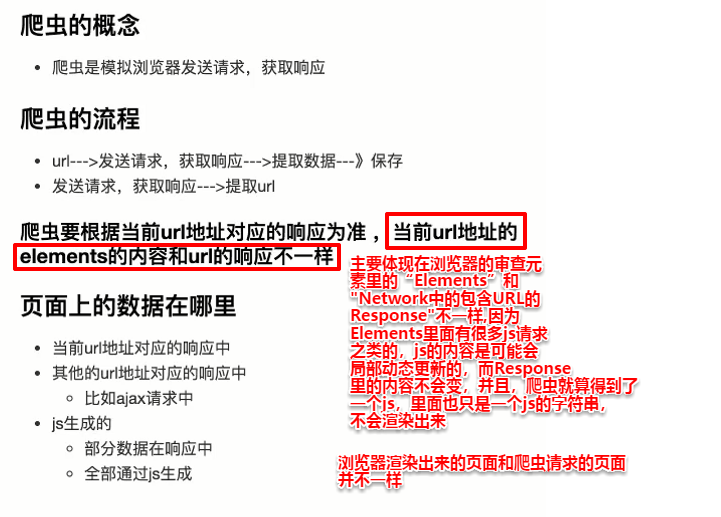 爬虫的概念
• 爬虫是模拟浏览器发送请求，获取响应
爬虫的流程
• url--->发送请求，获取响应--->提取数据---》保存
• 发送请求，获取响应--->提取url
爬虫要根据当前url地址对应的响应为准 ，当前url地址的
elements的内容和url的响应不一样
主要体现在浏览器的审查元
素里的“Elements”和
"Network中的包含URL的
Response"不一样,因为
Elements里面有很多js请求
之类的，js的内容是可能会
局部动态更新的，而Response
里的内容不会变，并且，爬虫就算得到了
一个js，里面也只是一个js的字符串，
不会渲染出来
页面上的数据在哪里
• 当前url地址对应的响应中
• 其他的url地址对应的响应中
◦ 比如ajax请求中
• js生成的
◦ 部分数据在响应中
◦ 全部通过js生成
浏览器渲染出来的页面和爬虫请求的页面
并不一样